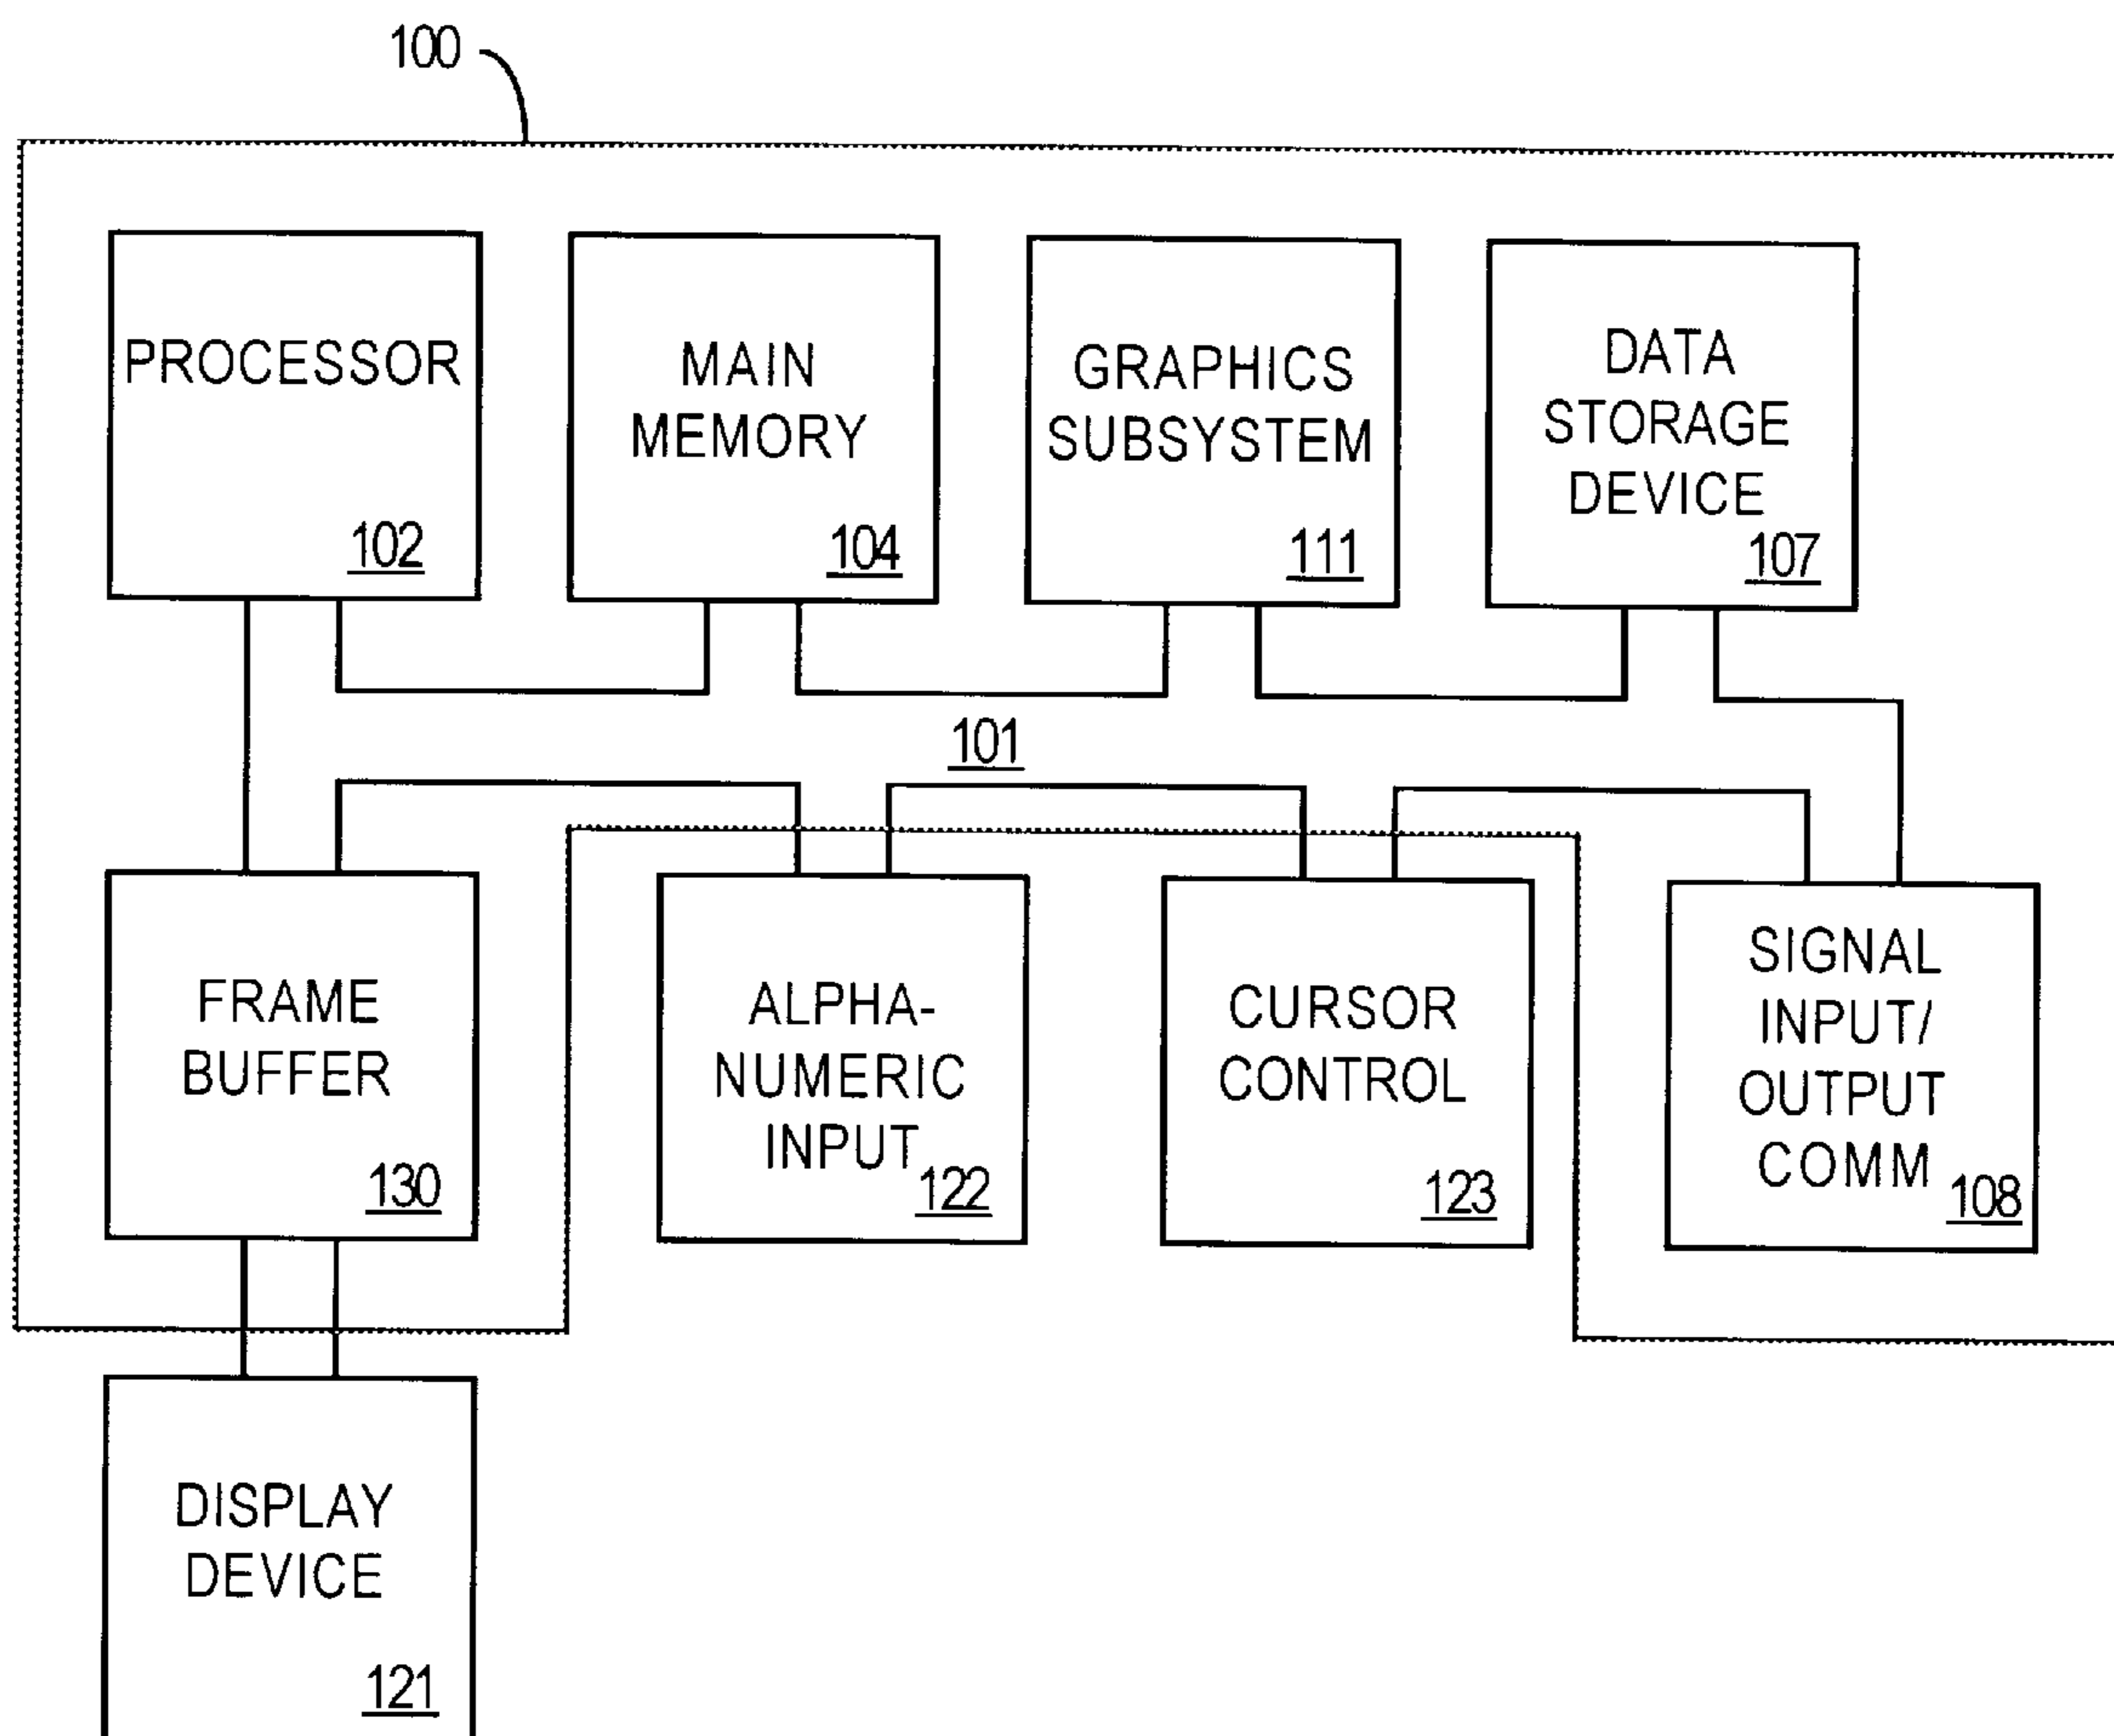 100
PROCESSOR
102
MAIN
MEMORY
104
GRAPHICS
SUBSYSTEM
111
DATA
STORAGE
DEVICE
107
101
FRAME
BUFFER
130
ALPHA-
NUMERIC
INPUT
122
CURSOR
CONTROL
123
SIGNAL
INPUT/
OUTPUT
COMM
108
DISPLAY
DEVICE
121